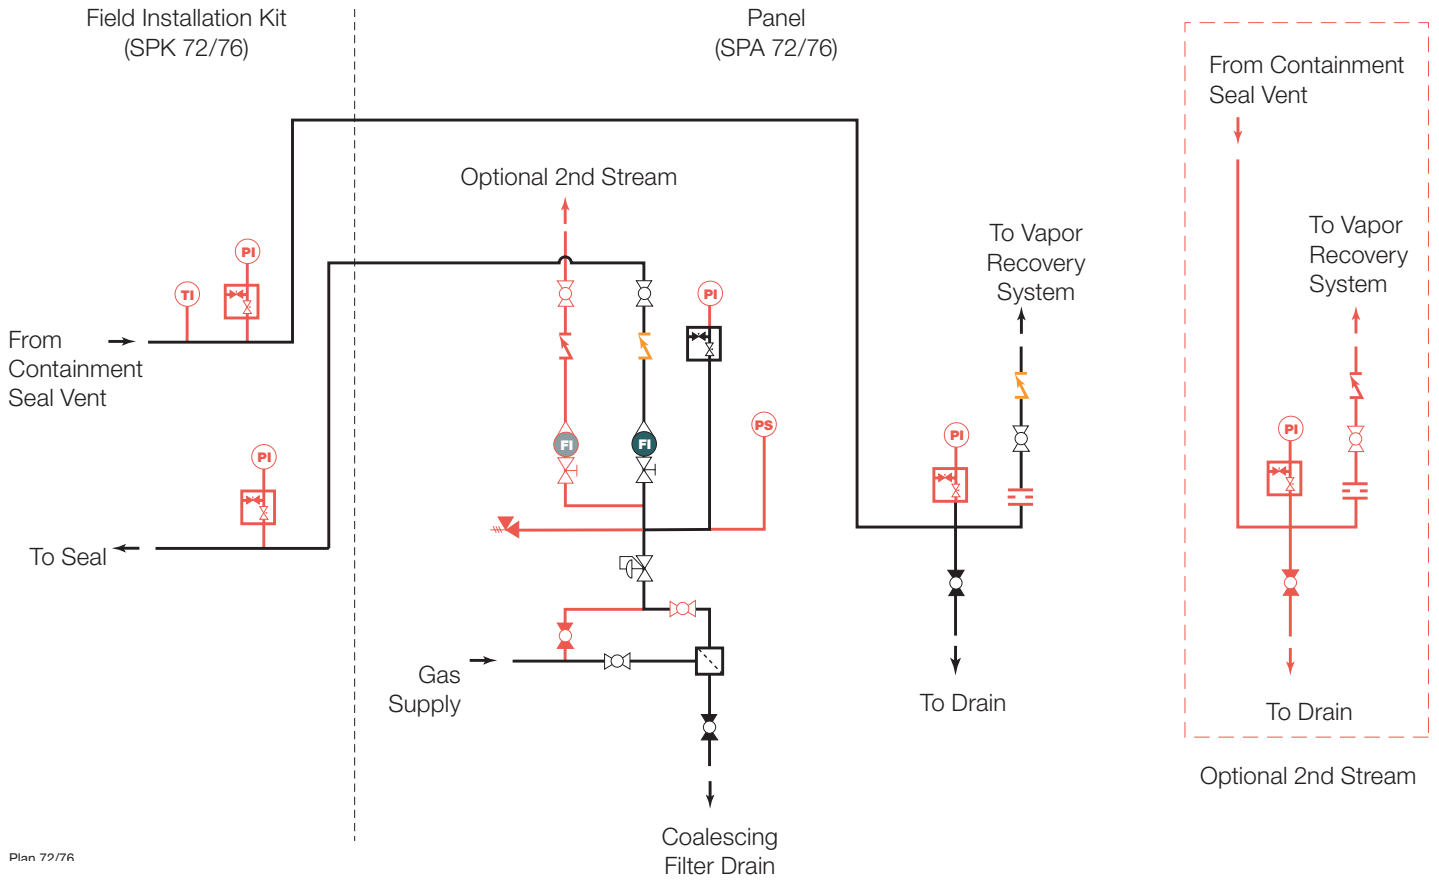 Field Installation Kit
(SPK 72/76)
Panel
(SPA 72/76)
From Containment
Seal Vent
Optional 2nd Stream
To Vapor
Recovery
System
To Vapor
Recovery
System
PI
TI
PI
From
Containment
Seal Vent
PI
FI
FI
PS
PI
PI
PI
To Seal
Gas
Supply
To Drain
To Drain
Optional 2nd Stream
Coalescing
Filter Drain
Plan 72/76